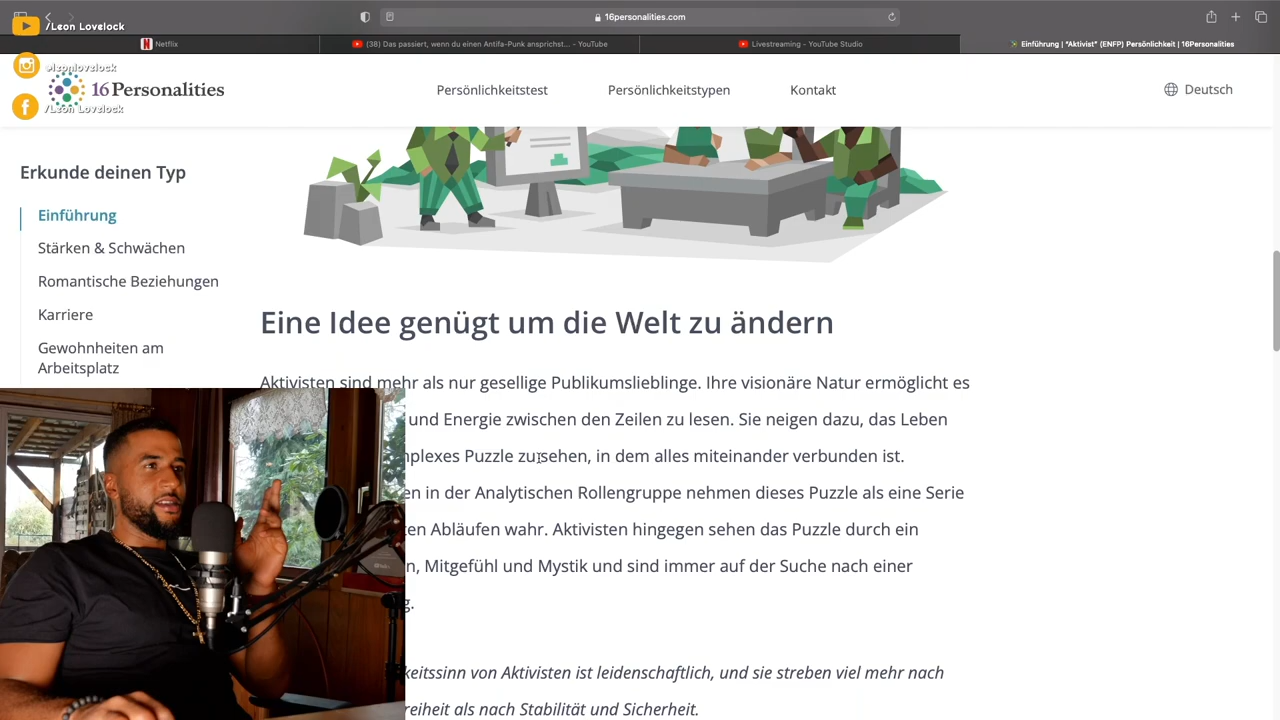 /Leon Lovelock
16personalities.com
Netflix
(38) Das passiert, wenn du einen Antifa-Punk ansprichst... - YouTube
Livestreaming - YouTube Studio
Einführung | "Aktivist" (ENFP) Persönlichkeit | 16Personalities
@leonlovelock
/Leon Lovelock
16Personalities
Persönlichkeitstest
Persönlichkeitstypen
Kontakt
Deutsch
Erkunde deinen Typ
Einführung
Stärken & Schwächen
Romantische Beziehungen
Karriere
Gewohnheiten am
Arbeitsplatz
Eine Idee genügt um die Welt zu ändern
Aktivisten sind mehr als nur gesellige Publikumslieblinge. Ihre visionäre Natur ermöglicht es
und Energie zwischen den Zeilen zu lesen. Sie neigen dazu, das Leben
mplexes Puzzle zu sehen, in dem alles miteinander verbunden ist.
en in der Analytischen Rollengruppe nehmen dieses Puzzle als eine Serie
ten Abläufen wahr. Aktivisten hingegen sehen das Puzzle durch ein
n, Mitgefühl und Mystik und sind immer auf der Suche nach einer
g.
keitssinn von Aktivisten ist leidenschaftlich, und sie streben viel mehr nach
reiheit als nach Stabilität und Sicherheit.